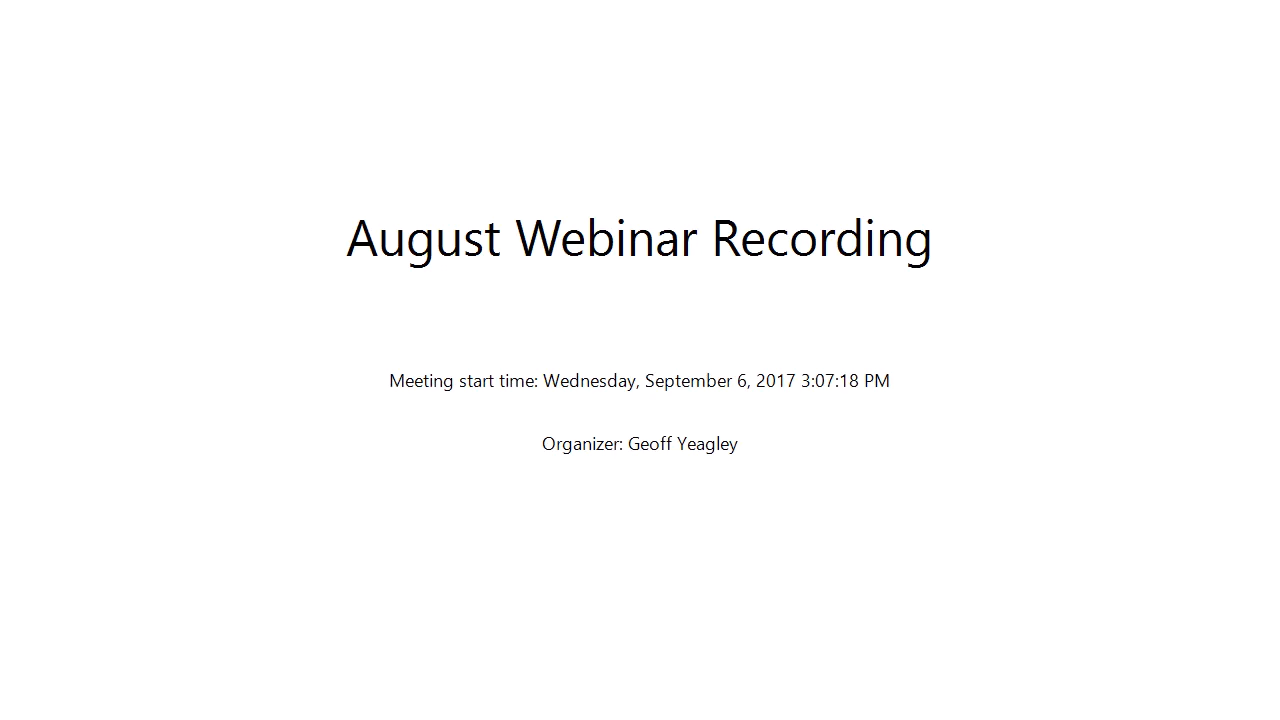 August Webinar Recording
Meeting start time: Wednesday, September 6, 2017 3:07:18 PM
Organizer: Geoff Yeagley